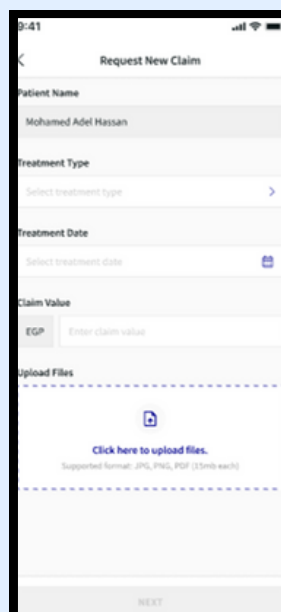 9:41
Request New Claim
Patient Name
Mohamed Adel Hassan
Treatment Type
Select treatment type
Treatment Date
Select treatment date
Claim Value
EGP Enter claim value
Upload Files
Click here to upload files.
Supported format: JPG, PNG, PDF (15mb each)
NEXT